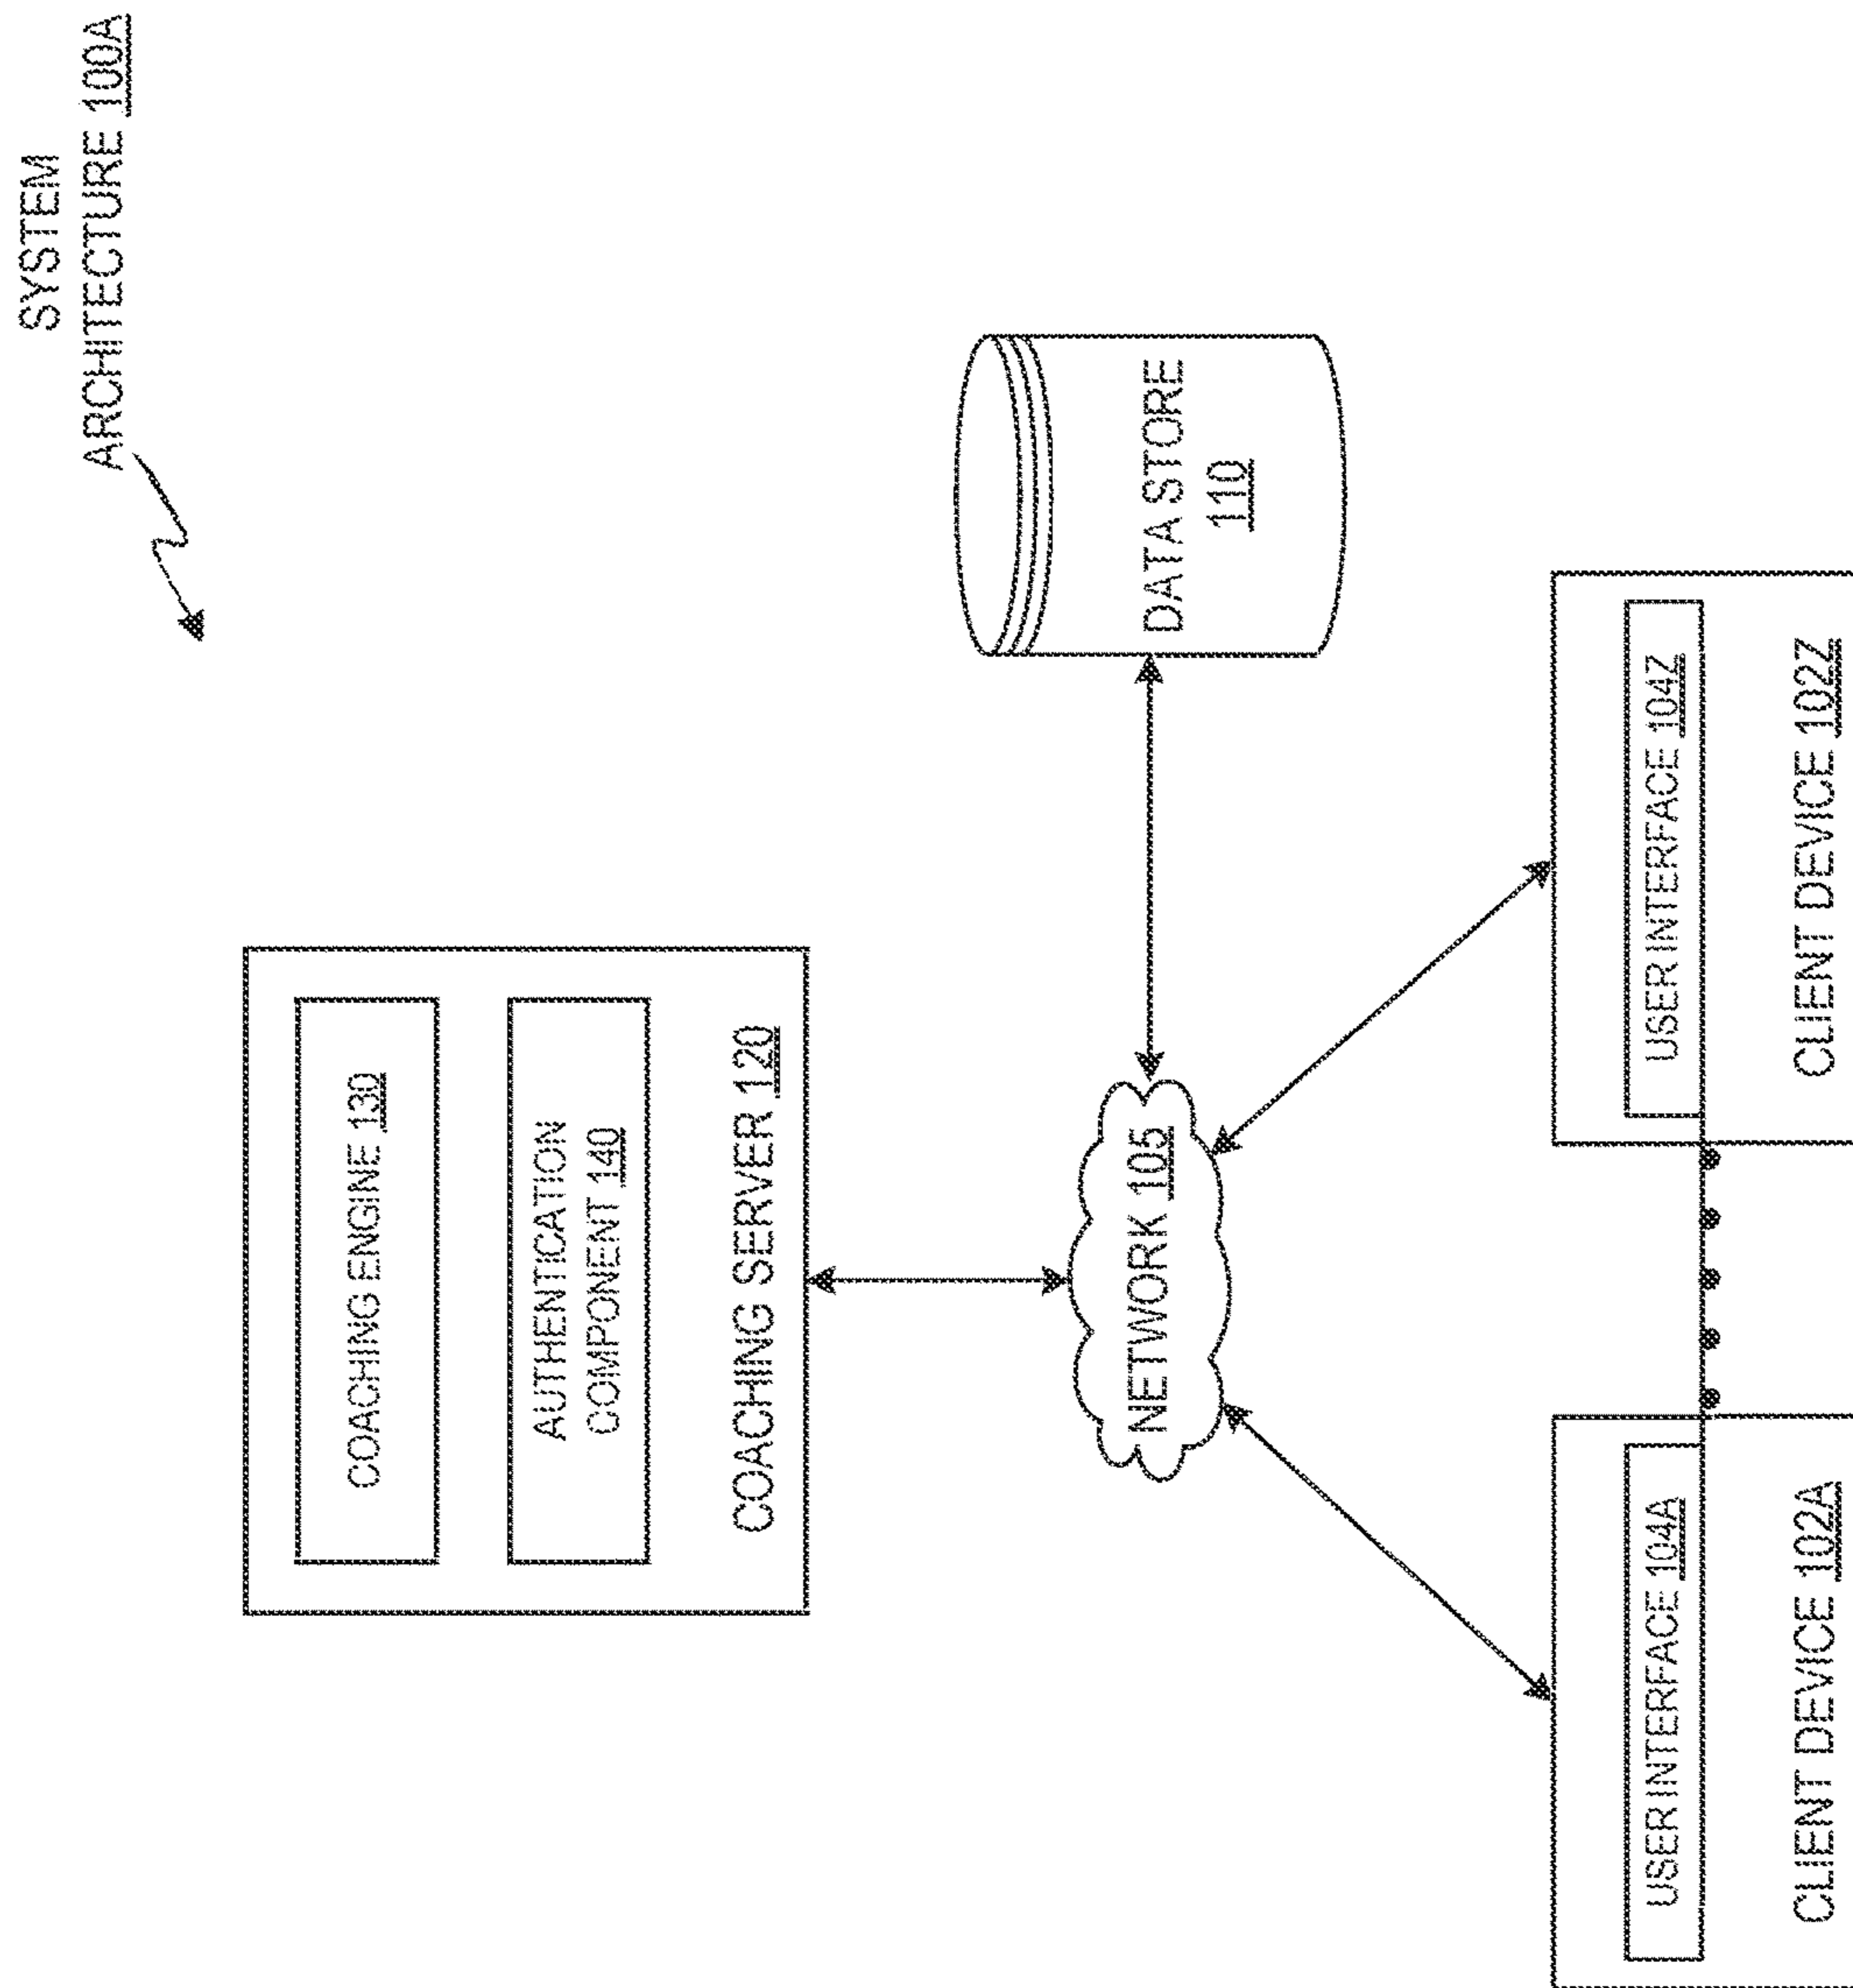 SYSTEM
ARCHITECTURE 100A
COACHING ENGINE 130
AUTHENTICATION
COMPONENT 140
COACHING SERVER 120
NETWORK 105
DATA STORE
110
USER INTERFACE 104A
CLIENT DEVICE 102A
USER INTERFACE 104Z
CLIENT DEVICE 102Z